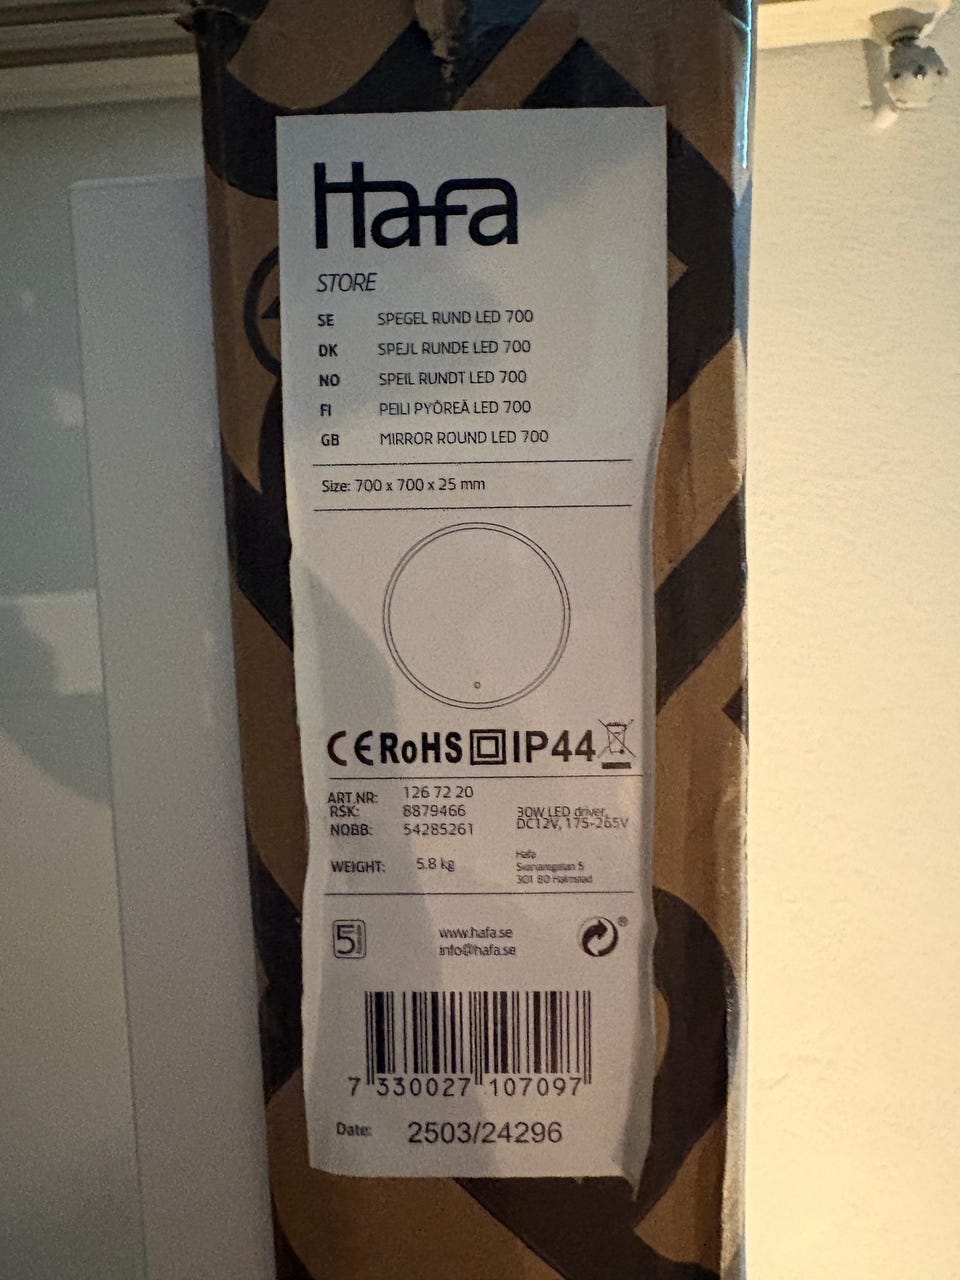 Hafa
STORE
SE SPEGEL RUND LED 700
DK SPEJL RUNDE LED 700
NO SPEIL RUNDT LED 700
FI PEILI PYÖREÄ LED 700
GB MIRROR ROUND LED 700
Size: 700 x 700 x 25 mm
CE RoHS IP44
ART.NR: 126 72 20
RSK: 8879466
NOBB: 54285261
30W LED driver,
DC12V, 175-265V
WEIGHT: 5.8 kg
Hafa
301 80 Halmstad
5
www.hafa.se
info@hafa.se
®
7 330027 107097
Date: 2503/24296